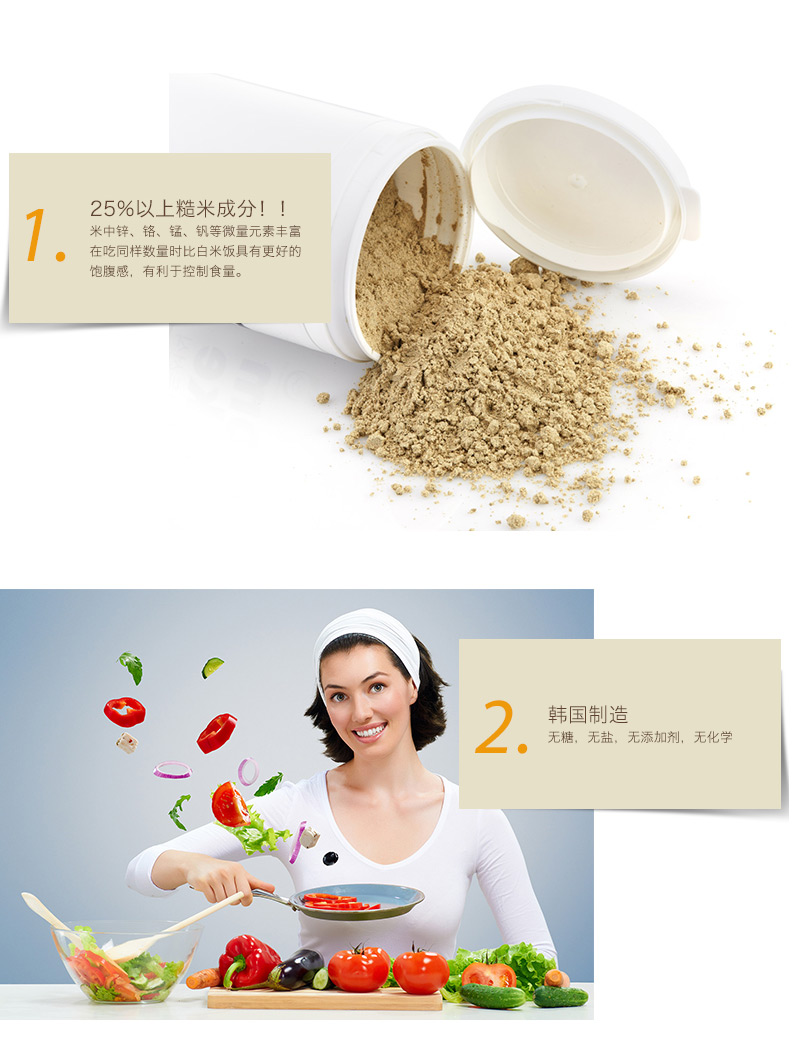 1.
25%以上糙米成分！！
米中锌、铬、锰、钒等微量元素丰富
在吃同样数量时比白米饭具有更好的
饱腹感，有利于控制食量。
2.
韩国制造
无糖，无盐，无添加剂，无化学